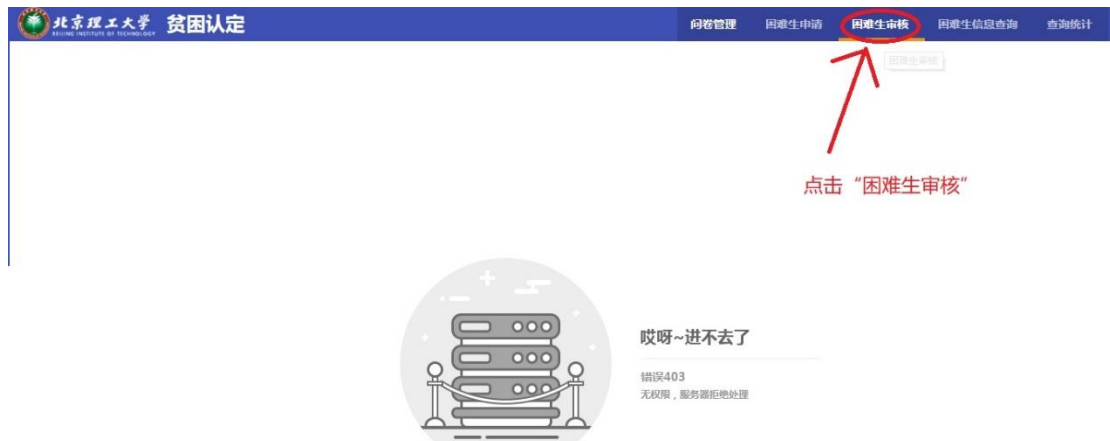 北京理工大学 贫困认定
BEIJING INSTITUTE OF TECHNOLOGY
问卷管理 困难生申请 困难生审核 困难生信息查询 查询统计
困难生审核
点击“困难生审核”
哎呀~进不去了
错误403
无权限，服务器拒绝处理